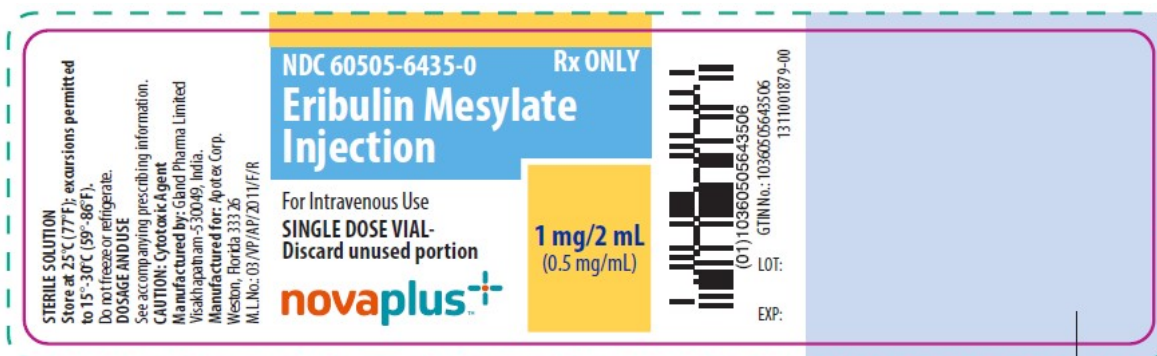 STERILE SOLUTION
Store at 25°C (77°F); excursions permitted
to 15°-30°C (59°-86°F).
Do not freeze or refrigerate.
DOSAGE AND USE
See accompanying prescribing information.
CAUTION: Cytotoxic Agent
Manufactured by: Gland Pharma Limited
Visakhapatnam-530049, India.
Manufactured for: Apotex Corp.
Weston, Florida 33326
M.L.No.: 03/VP/AP/2011/F/R
NDC 60505-6435-0 Rx ONLY
Eribulin Mesylate
Injection
For Intravenous Use
SINGLE DOSE VIAL-
Discard unused portion
1 mg/2 mL
(0.5 mg/mL)
novaplus™
(01)10360505643506
GTIN No.: 10360505643506
1311001879-00
LOT:
EXP: